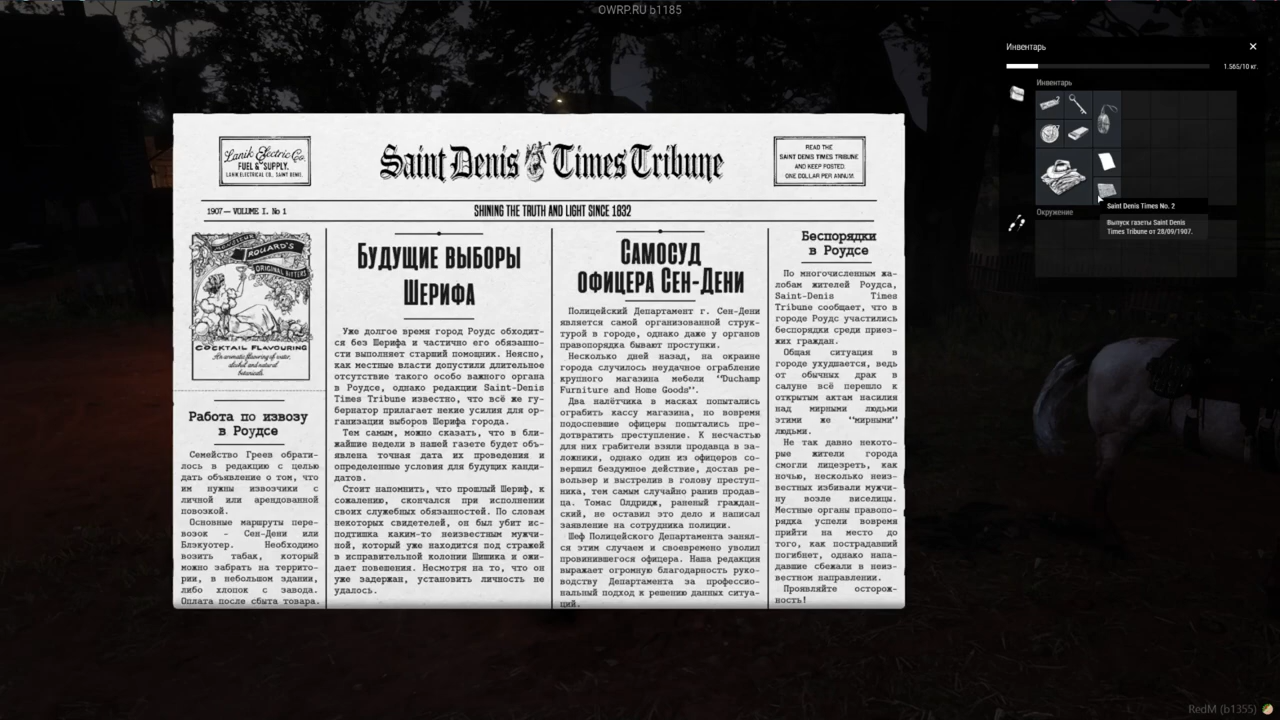 OWRP.RU b1185
Инвентарь
1.565/10 кг.
Инвентарь
Saint Denis Times No. 2
Окружение
Выпуск газеты Saint Denis
Times Tribune от 28/09/1907.
Lanik Electric Co.
FUEL & SUPPLY.
LANIK ELECTRICAL CO., SAINT DENIS.
Saint Denis Times Tribune
READ THE
SAINT DENIS TIMES TRIBUNE
AND KEEP POSTED.
ONE DOLLAR PER ANNUM
1907— VOLUME I. No 1
SHINING THE TRUTH AND LIGHT SINCE 1832
TROUARD'S
ORIGINAL BITTERS
COCKTAIL FLAVOURING
An aromatic flavouring of water,
alcohol and natural
botanicals.
Работа по извозу
в Роудсе
Семейство Греев обрати-
лось в редакцию с целью
дать объявление о том, что
им нужны извозчики с
личной или арендованной
повозкой.
Основные маршруты пере-
возок - Сен-Дени или
Блэкуотер. Необходимо
возить табак, который
можно забрать на террито-
рии, в небольшом здании,
либо хлопок с завода.
Оплата после сбыта товара.
Будущие выборы
Шерифа
Уже долгое время город Роудс обходит-
ся без Шерифа и частично его обязанно-
сти выполняет старший помощник. Неясно,
как местные власти допустили длительное
отсутствие такого особо важного органа
в Роудсе, однако редакции Saint-Denis
Times Tribune известно, что всё же гу-
бернатор прилагает некие усилия для ор-
ганизации выборов Шерифа города.
Тем самым, можно сказать, что в бли-
жайшие недели в нашей газете будет объ-
явлена точная дата их проведения и
определенные условия для будущих канди-
датов.
Стоит напомнить, что прошлый Шериф, к
сожалению, скончался при исполнении
своих служебных обязанностей. По словам
некоторых свидетелей, он был убит ис-
подтишка каким-то неизвестным мужчи-
ной, который уже находится под стражей
в исправительной колонии Шишика и ожи-
дает повешения. Несмотря на то, что он
уже задержан, установить личность не
удалось.
Самосуд
офицера Сен-Дени
Полицейский Департамент г. Сен-Дени
является самой организованной струк-
турой в городе, однако даже у органов
правопорядка бывают проступки.
Несколько дней назад, на окраине
города случилось неудачное ограбление
крупного магазина мебели "Duchamp
Furniture and Home Goods".
Два налётчика в масках попытались
ограбить кассу магазина, но вовремя
подоспевшие офицеры попытались пре-
дотвратить преступление. К несчастью
для них грабители взяли продавца в за-
ложники, однако один из офицеров со-
вершил бездумное действие, достав ре-
вольвер и выстрелив в голову преступ-
ника, тем самым случайно ранив продав-
ца. Томас Олдридж, раненый граждан-
ский, не оставил это дело и написал
заявление на сотрудника полиции.
Шеф Полицейского Департамента занял-
ся этим случаем и своевремено уволил
провинившегося офицера. Наша редакция
выражает огромную благодарность руко-
водству Департамента за профессио-
нальный подход к решению данных ситуа-
ций.
Беспорядки
в Роудсе
По многочисленным жа-
лобам жителей Роудса,
Saint-Denis Times
Tribune сообщает, что в
городе Роудс участились
беспорядки среди приез-
жих граждан.
Общая ситуация в
городе ухудшается, ведь
от обычных драк в
салуне всё перешло к
открытым актам насилия
над мирными людьми
этими же "мирными"
людьми.
Не так давно некото-
рые жители города
смогли лицезреть, как
ночью, несколько неиз-
вестных избивали мужчи-
ну возле виселицы.
Местные органы правопо-
рядка успели вовремя
прийти на место до
того, как пострадавший
погибнет, однако напа-
давшие сбежали в неиз-
вестном направлении.
Проявляйте осторож-
ность!
RedM (b1355)